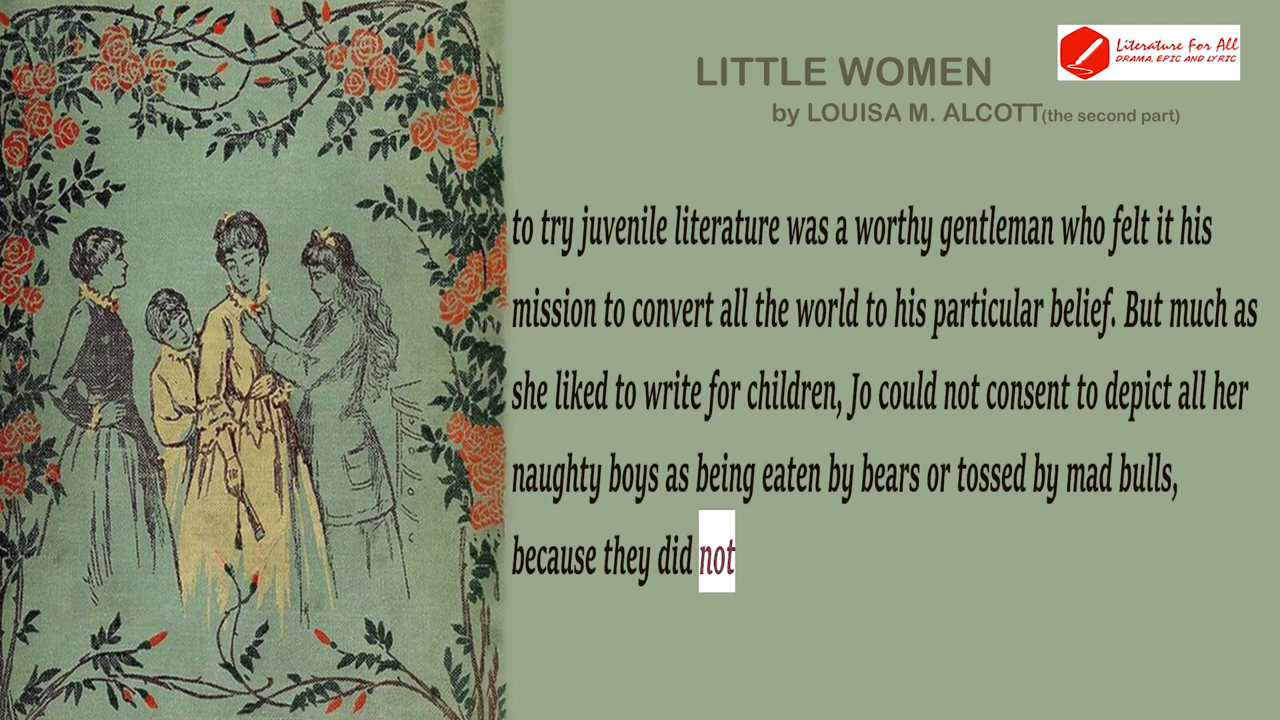 LITTLE WOMEN
by LOUISA M. ALCOTT(the second part)
Literature For All
DRAMA, EPIC AND LYRIC
to try juvenile literature was a worthy gentleman who felt it his
mission to convert all the world to his particular belief. But much as
she liked to write for children, Jo could not consent to depict all her
naughty boys as being eaten by bears or tossed by mad bulls,
because they did not